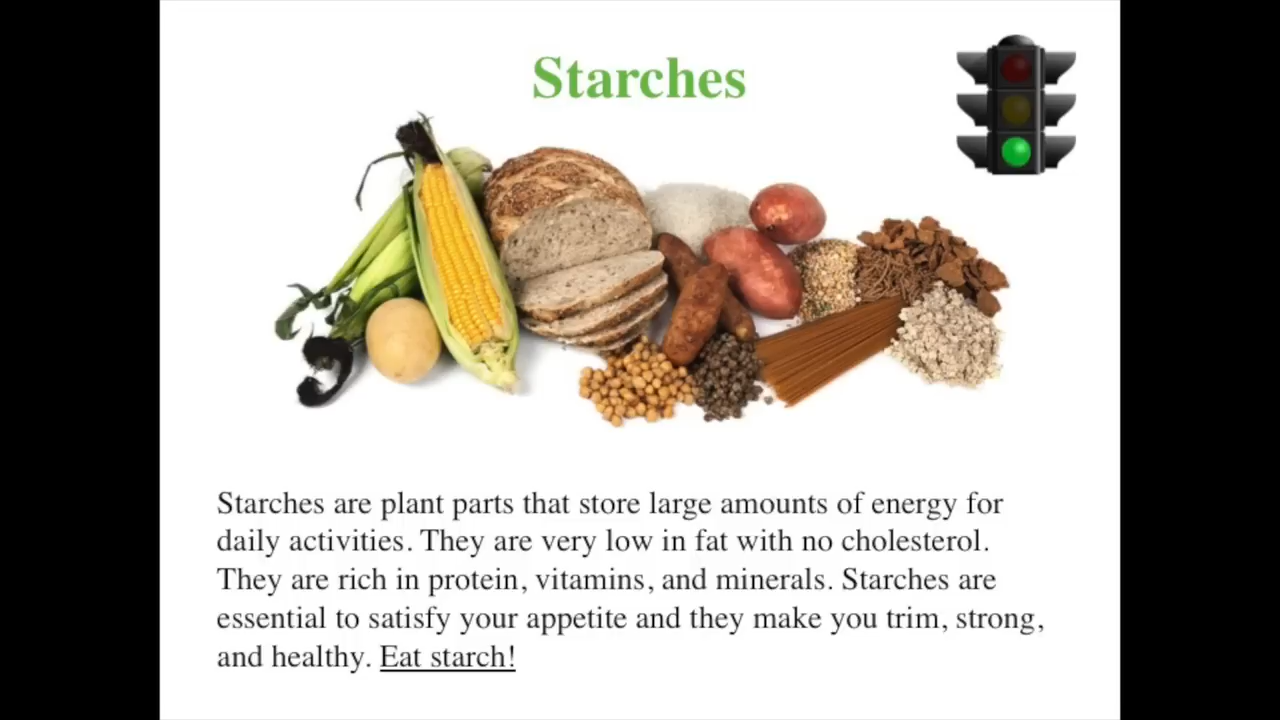 Starches
Starches are plant parts that store large amounts of energy for
daily activities. They are very low in fat with no cholesterol.
They are rich in protein, vitamins, and minerals. Starches are
essential to satisfy your appetite and they make you trim, strong,
and healthy. Eat starch!